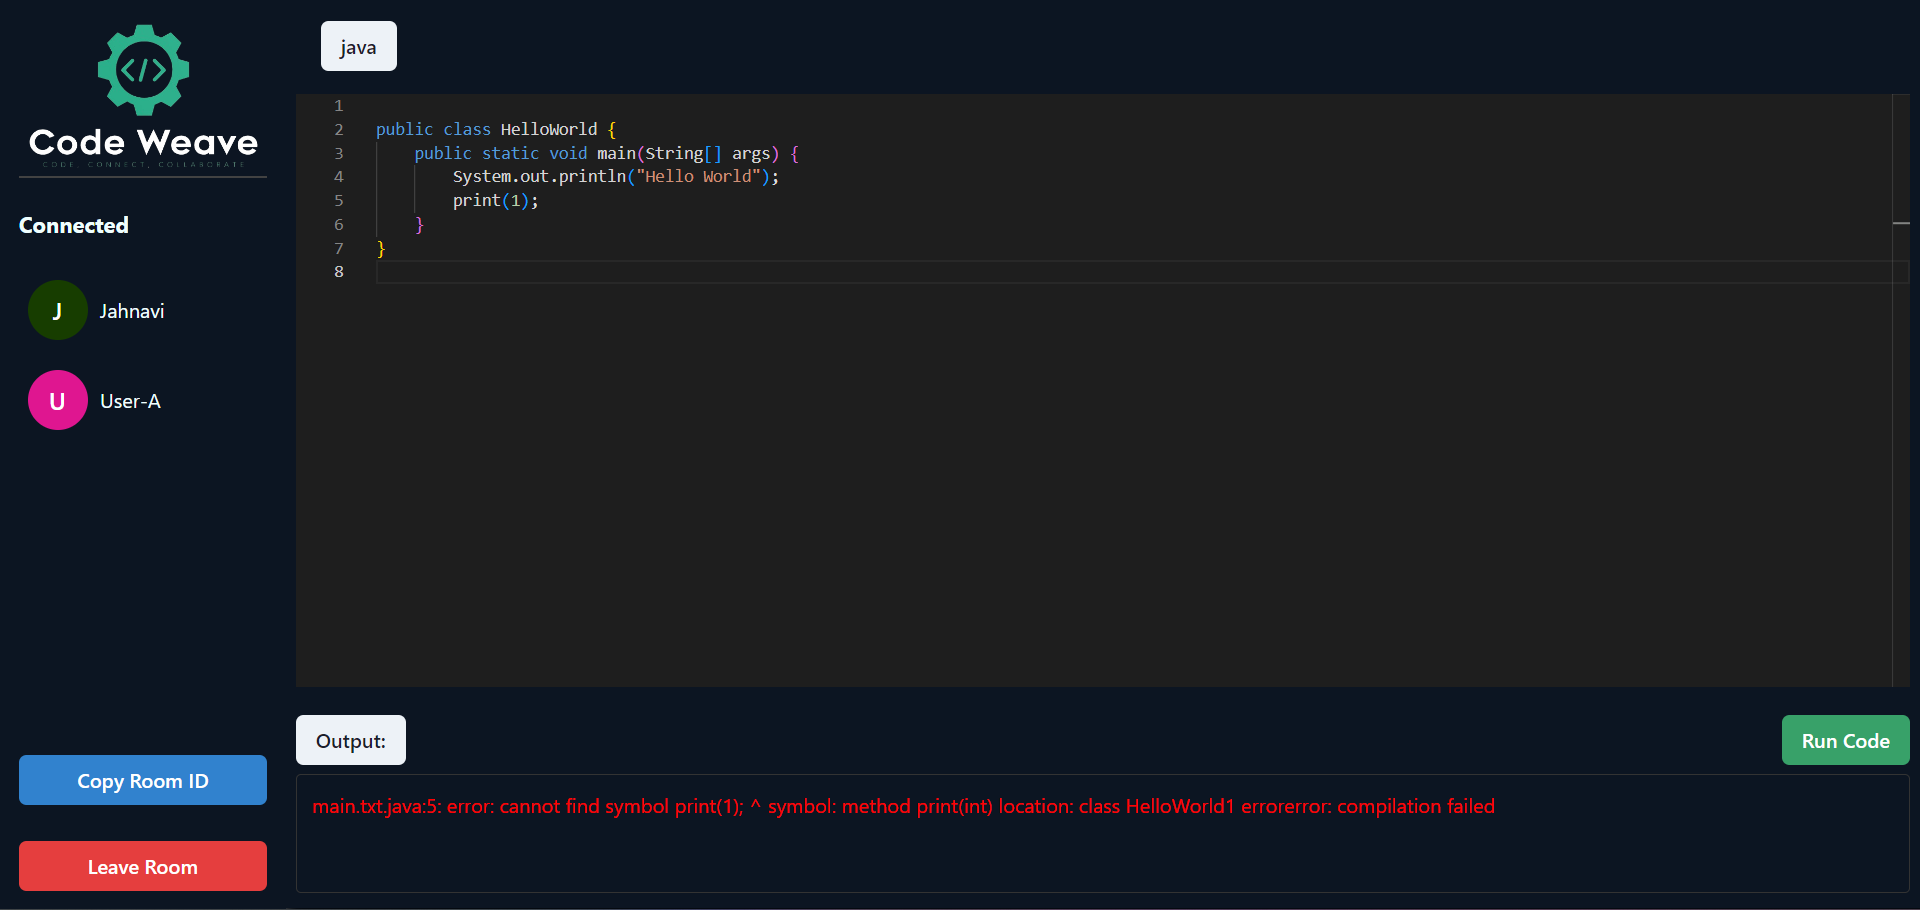 </>
Code Weave
CODE, CONNECT, COLLABORATE
Connected
J
Jahnavi
U
User-A
Copy Room ID
Leave Room
java
1
2 public class HelloWorld {
3 public static void main(String[] args) {
4 System.out.println("Hello World");
5 print(1);
6 }
7 }
8
Output:
Run Code
main.txt.java:5: error: cannot find symbol print(1); ^ symbol: method print(int) location: class HelloWorld1 errorerror: compilation failed